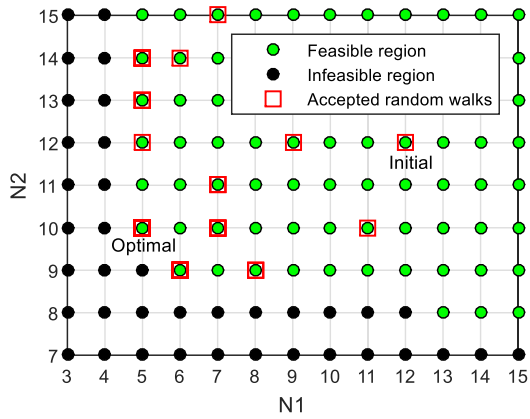 15
14
13
12
11
10
9
8
7
N2
Feasible region
Infeasible region
Accepted random walks
Initial
Optimal
3 4 5 6 7 8 9 10 11 12 13 14 15
N1